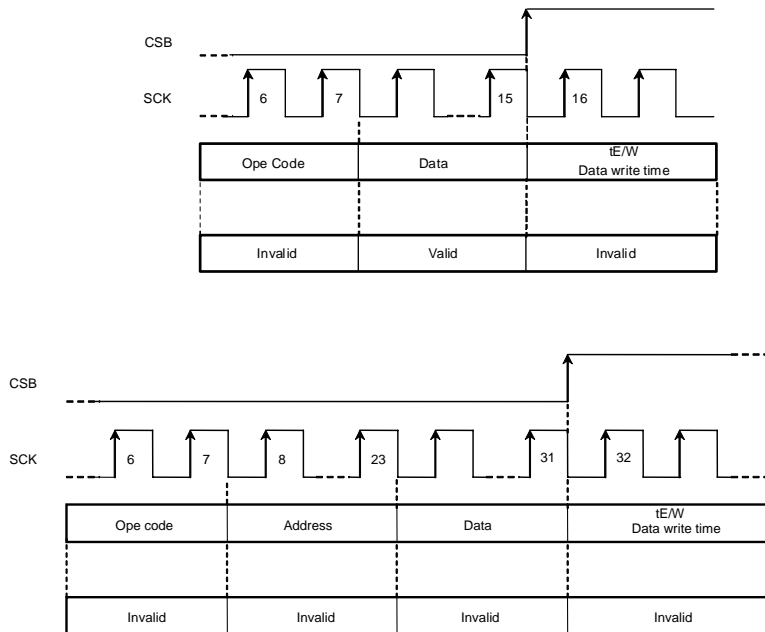 CSB
SCK
6 7 15 16
Ope Code Data tE/W
Data write time
Invalid Valid Invalid
CSB
SCK
6 7 8 23 31 32
Ope code Address Data tE/W
Data write time
Invalid Invalid Invalid Invalid